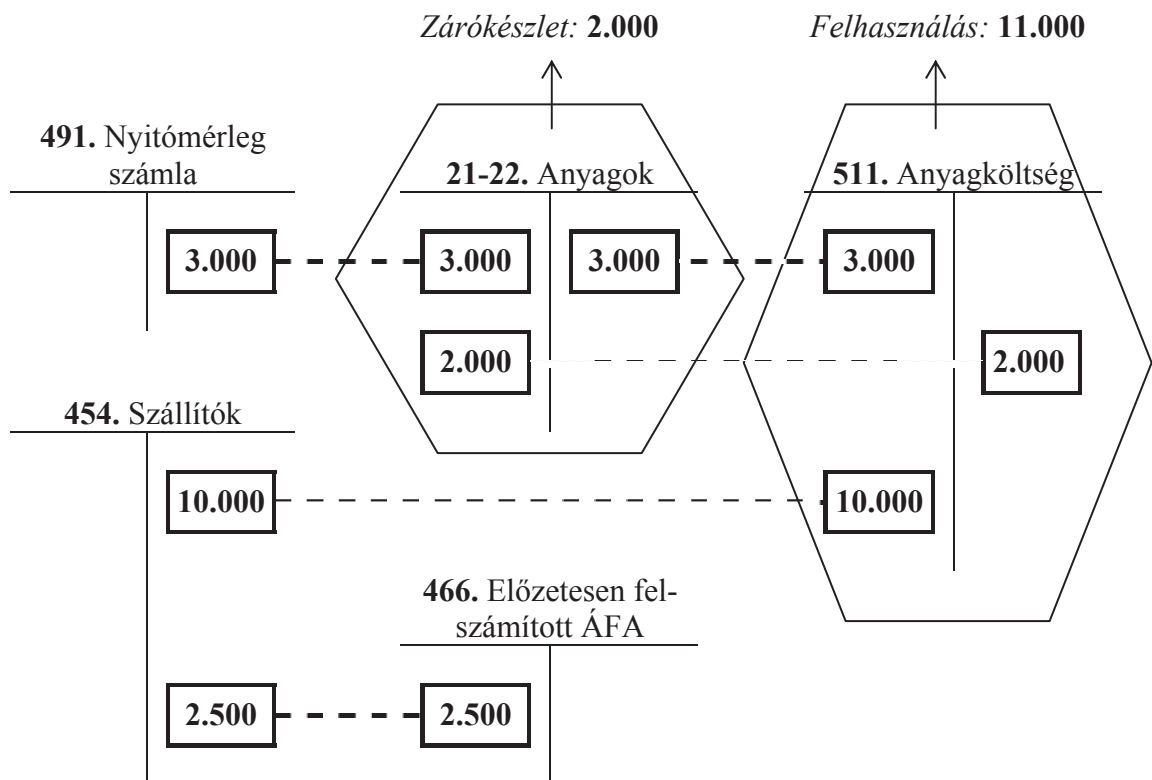 Zárókészlet: 2.000
Felhasználás: 11.000
491. Nyitómérleg
számla
21-22. Anyagok
511. Anyagköltség
3.000
3.000
3.000
3.000
2.000
2.000
454. Szállítók
10.000
10.000
466. Előzetesen fel-
számított ÁFA
2.500
2.500